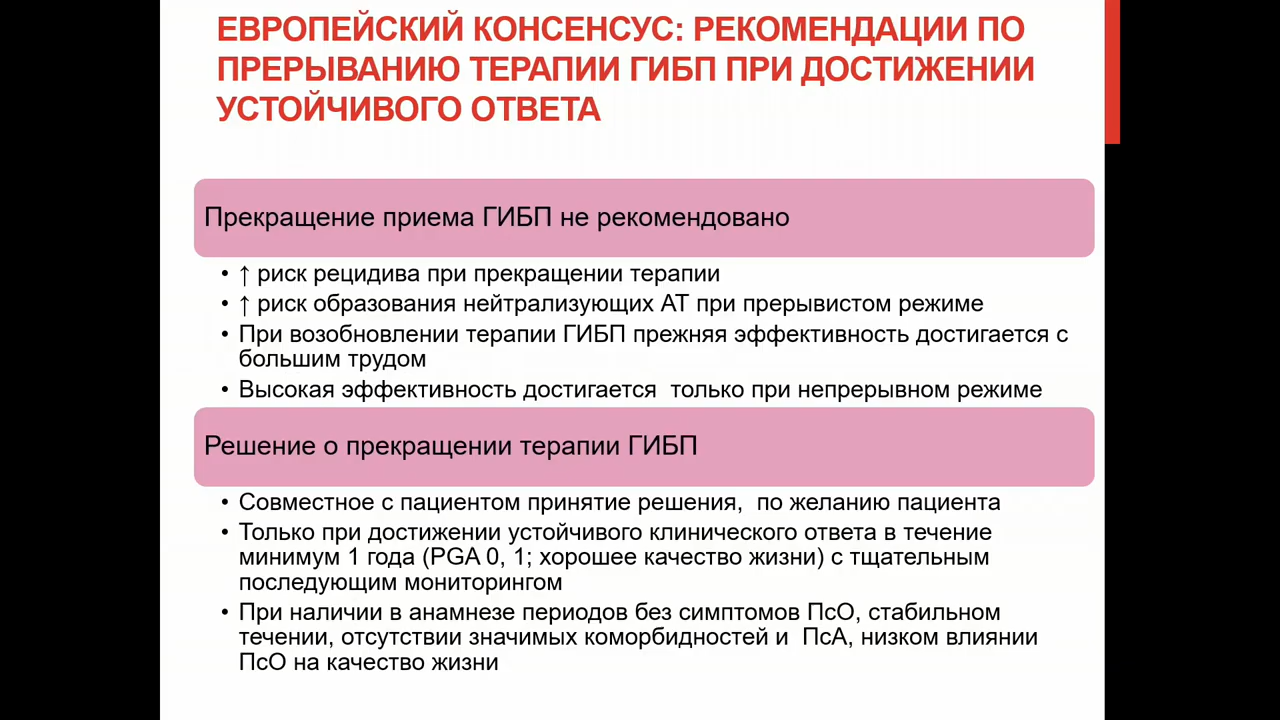 ЕВРОПЕЙСКИЙ КОНСЕНСУС: РЕКОМЕНДАЦИИ ПО
ПРЕРЫВАНИЮ ТЕРАПИИ ГИБП ПРИ ДОСТИЖЕНИИ
УСТОЙЧИВОГО ОТВЕТА
Прекращение приема ГИБП не рекомендовано
• ↑ риск рецидива при прекращении терапии
• ↑ риск образования нейтрализующих АТ при прерывистом режиме
• При возобновлении терапии ГИБП прежняя эффективность достигается с
большим трудом
• Высокая эффективность достигается  только при непрерывном режиме
Решение о прекращении терапии ГИБП
• Совместное с пациентом принятие решения,  по желанию пациента
• Только при достижении устойчивого клинического ответа в течение
минимум 1 года (PGA 0, 1; хорошее качество жизни) с тщательным
последующим мониторингом
• При наличии в анамнезе периодов без симптомов ПсО, стабильном
течении, отсутствии значимых коморбидностей и  ПсА, низком влиянии
ПсО на качество жизни